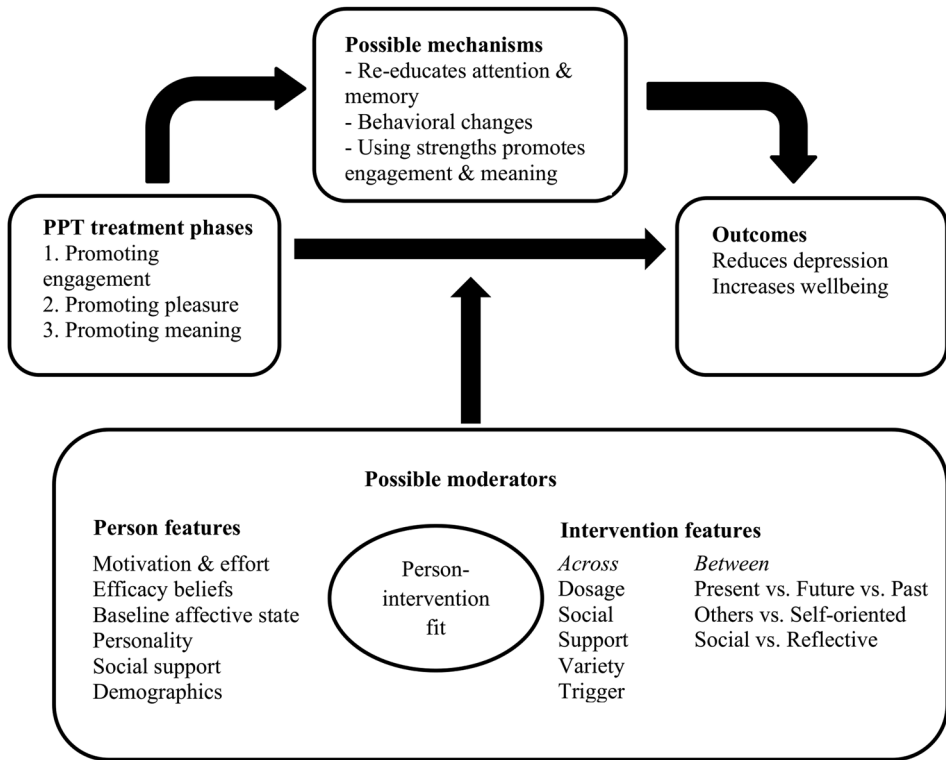 Possible mechanisms
- Re-educates attention &
memory
- Behavioral changes
- Using strengths promotes
engagement & meaning
PPT treatment phases
1. Promoting
engagement
2. Promoting pleasure
3. Promoting meaning
Outcomes
Reduces depression
Increases wellbeing
Possible moderators
Person features
Motivation & effort
Efficacy beliefs
Baseline affective state
Personality
Social support
Demographics
Person-
intervention
fit
Intervention features
Across
Dosage
Social
Support
Variety
Trigger
Between
Present vs. Future vs. Past
Others vs. Self-oriented
Social vs. Reflective